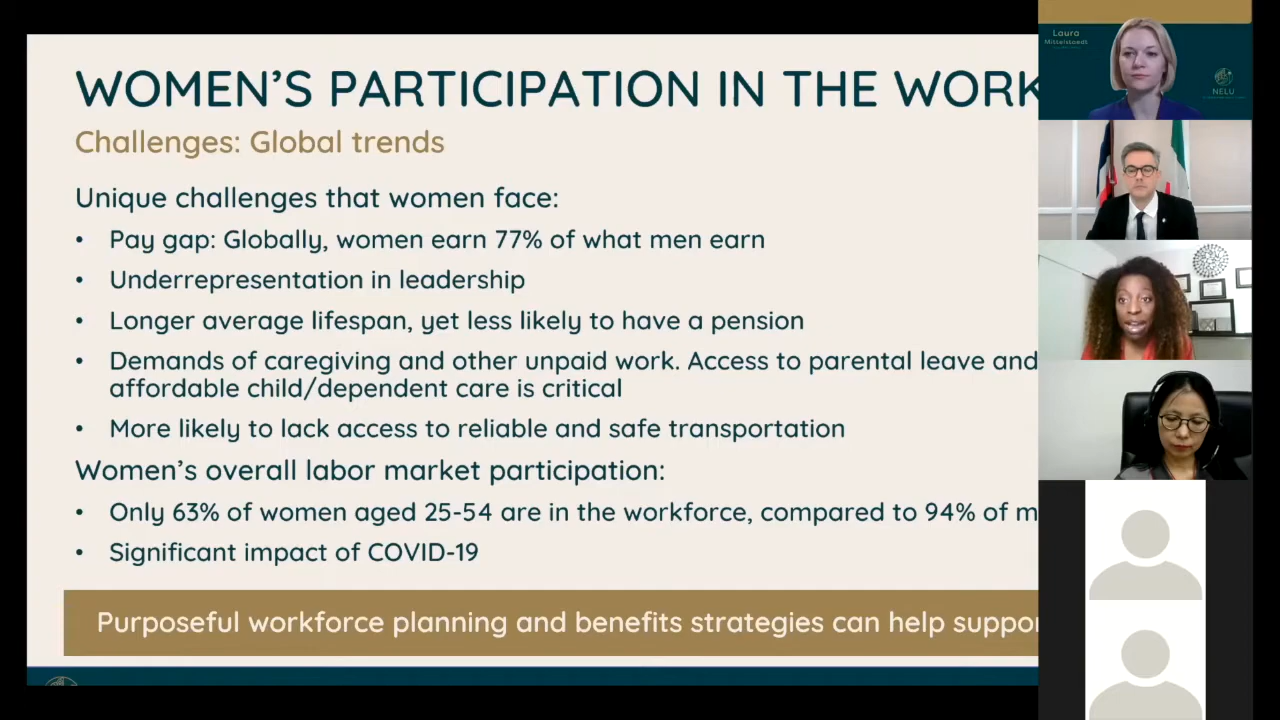 WOMEN’S PARTICIPATION IN THE WORK
Challenges: Global trends
Unique challenges that women face:
• Pay gap: Globally, women earn 77% of what men earn
• Underrepresentation in leadership
• Longer average lifespan, yet less likely to have a pension
• Demands of caregiving and other unpaid work. Access to parental leave and
affordable child/dependent care is critical
• More likely to lack access to reliable and safe transportation
Women’s overall labor market participation:
• Only 63% of women aged 25-54 are in the workforce, compared to 94% of m
• Significant impact of COVID-19
Purposeful workforce planning and benefits strategies can help suppor
Laura
Mittelstaedt
NELU